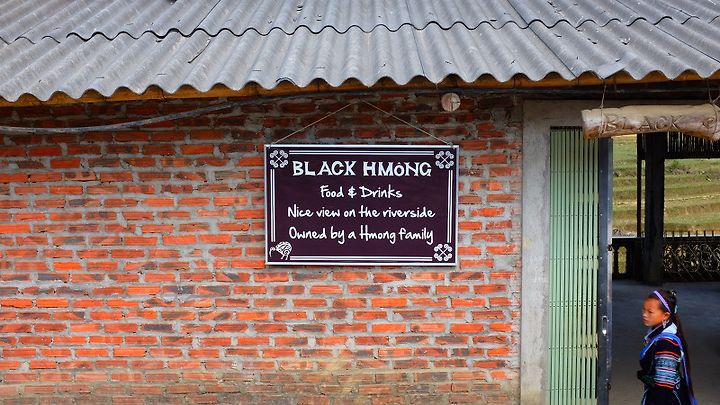 BLACK HMôNG
Food & Drinks
Nice view on the riverside
Owned by a Hmong family
BLACK